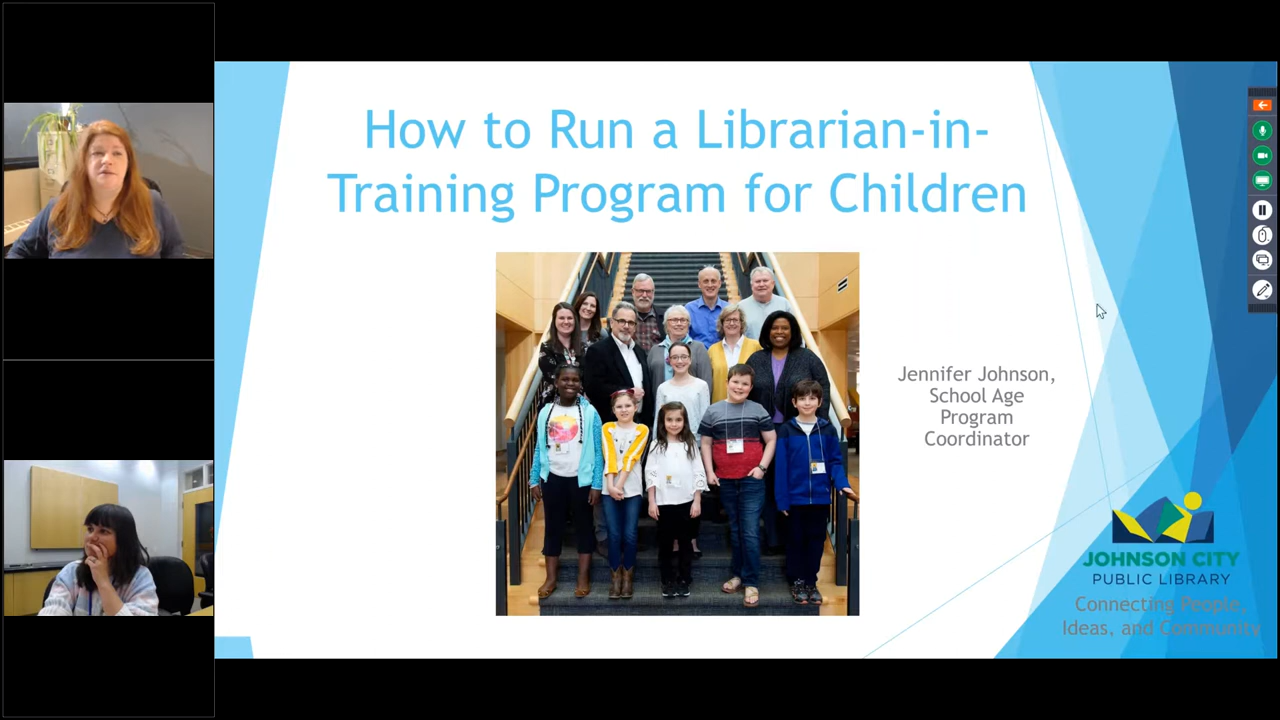 How to Run a Librarian-in-
Training Program for Children
Jennifer Johnson,
School Age
Program
Coordinator
JOHNSON CITY
PUBLIC LIBRARY
Connecting People,
Ideas, and Community